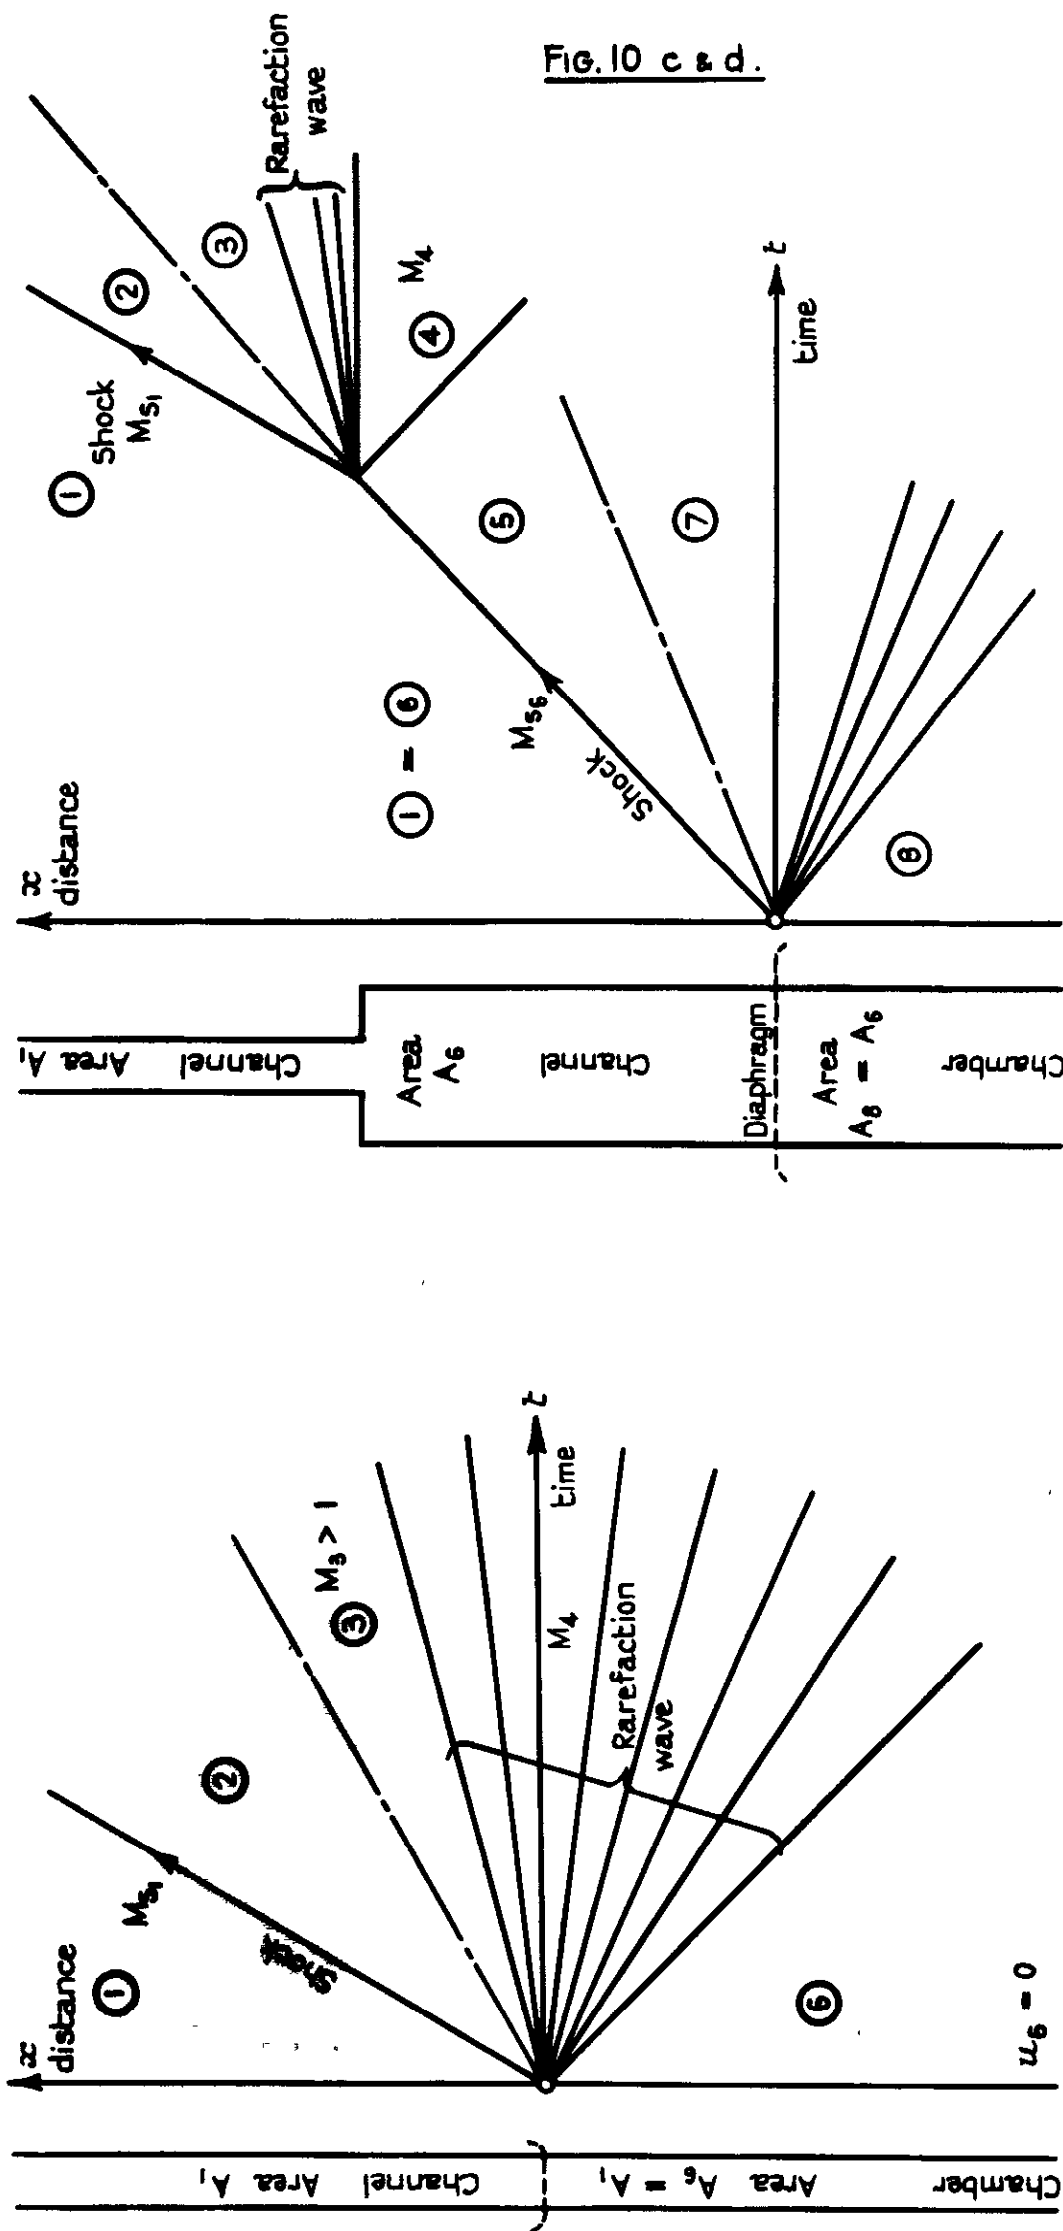 FIG. 10 c & d.
x
distance
①
Shock
M_S1
②
③
Rarefaction
wave
M_4
④
① = ⑥
M_S6
Shock
⑤
⑦
t
time
⑧
Channel Area A_1
Area
A_6
Channel
Diaphragm
Area
A_8 = A_6
Chamber
x
distance
①
M_S1
Shock
②
③ M_3 > 1
t
time
M_4
Rarefaction
wave
⑥
u_6 = 0
Channel Area A_1
Area A_6 = A_1
Chamber